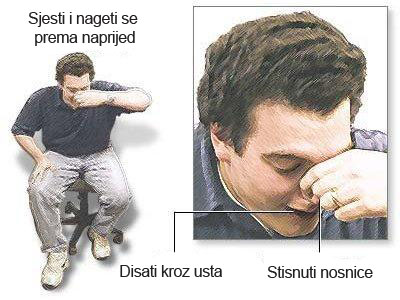 Sjesti i nageti se
prema naprijed
Disati kroz usta
Stisnuti nosnice